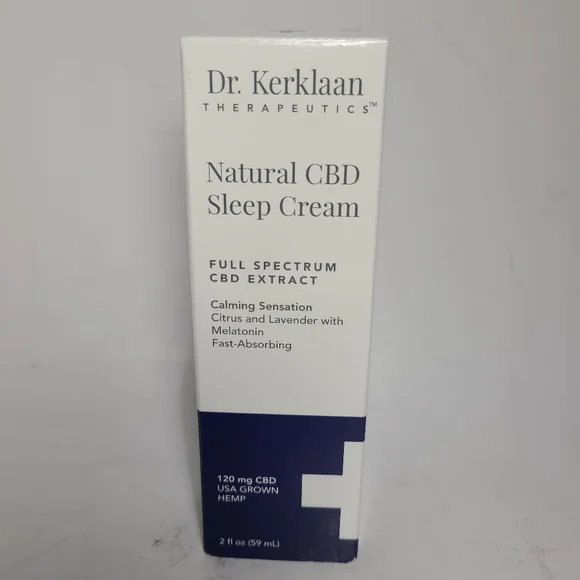 Dr. Kerklaan
THERAPEUTICS™
Natural CBD
Sleep Cream
FULL SPECTRUM
CBD EXTRACT
Calming Sensation
Citrus and Lavender with
Melatonin
Fast-Absorbing
120 mg CBD
USA GROWN
HEMP
2 fl oz (59 mL)